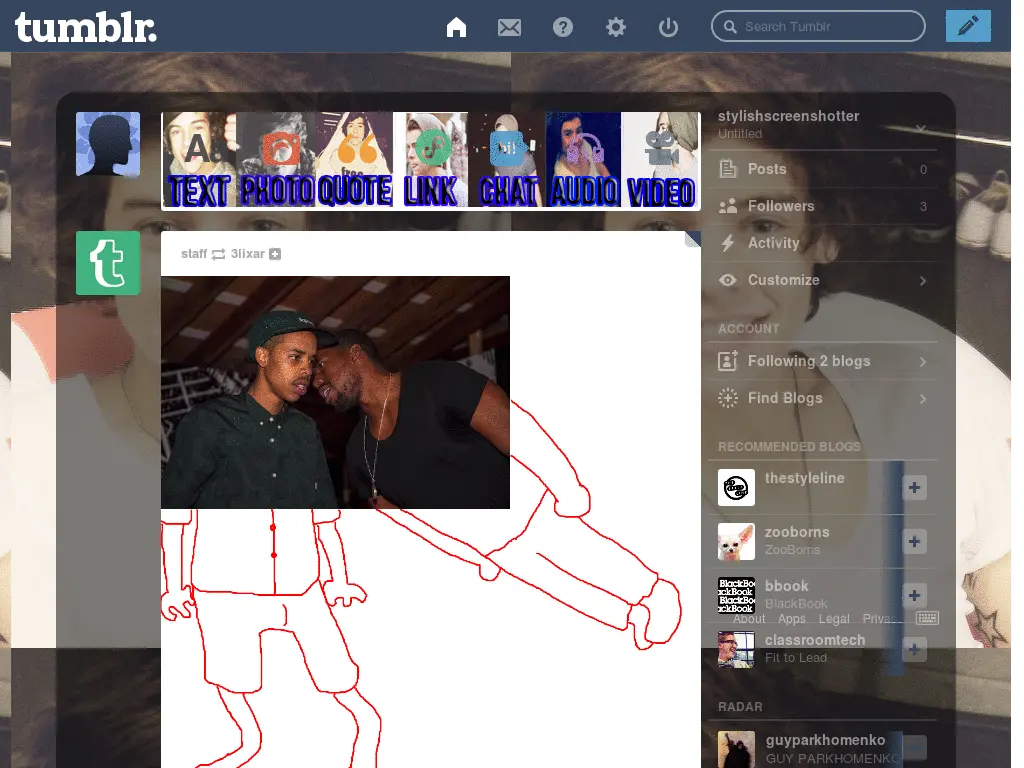 tumblr.
Search Tumblr
stylishscreenshotter
Untitled
Aa
TEXT PHOTO QUOTE LINK CHAT AUDIO VIDEO
Posts 0
Followers 3
Activity
Customize
staff 3lixar
ACCOUNT
Following 2 blogs
Find Blogs
RECOMMENDED BLOGS
thestyleline
zooborns
ZooBorns
bbook
BlackBook
About Apps Legal Priva...
classroomtech
Fit to Lead
RADAR
guyparkhomenko
GUY PARKHOMENKO